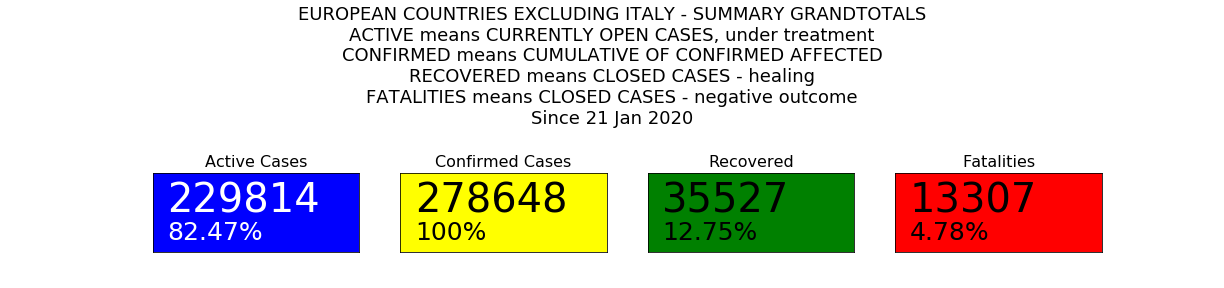 EUROPEAN COUNTRIES EXCLUDING ITALY - SUMMARY GRANDTOTALS
ACTIVE means CURRENTLY OPEN CASES, under treatment
CONFIRMED means CUMULATIVE OF CONFIRMED AFFECTED
RECOVERED means CLOSED CASES - healing
FATALITIES means CLOSED CASES - negative outcome
Since 21 Jan 2020
Active Cases
229814
82.47%
Confirmed Cases
278648
100%
Recovered
35527
12.75%
Fatalities
13307
4.78%